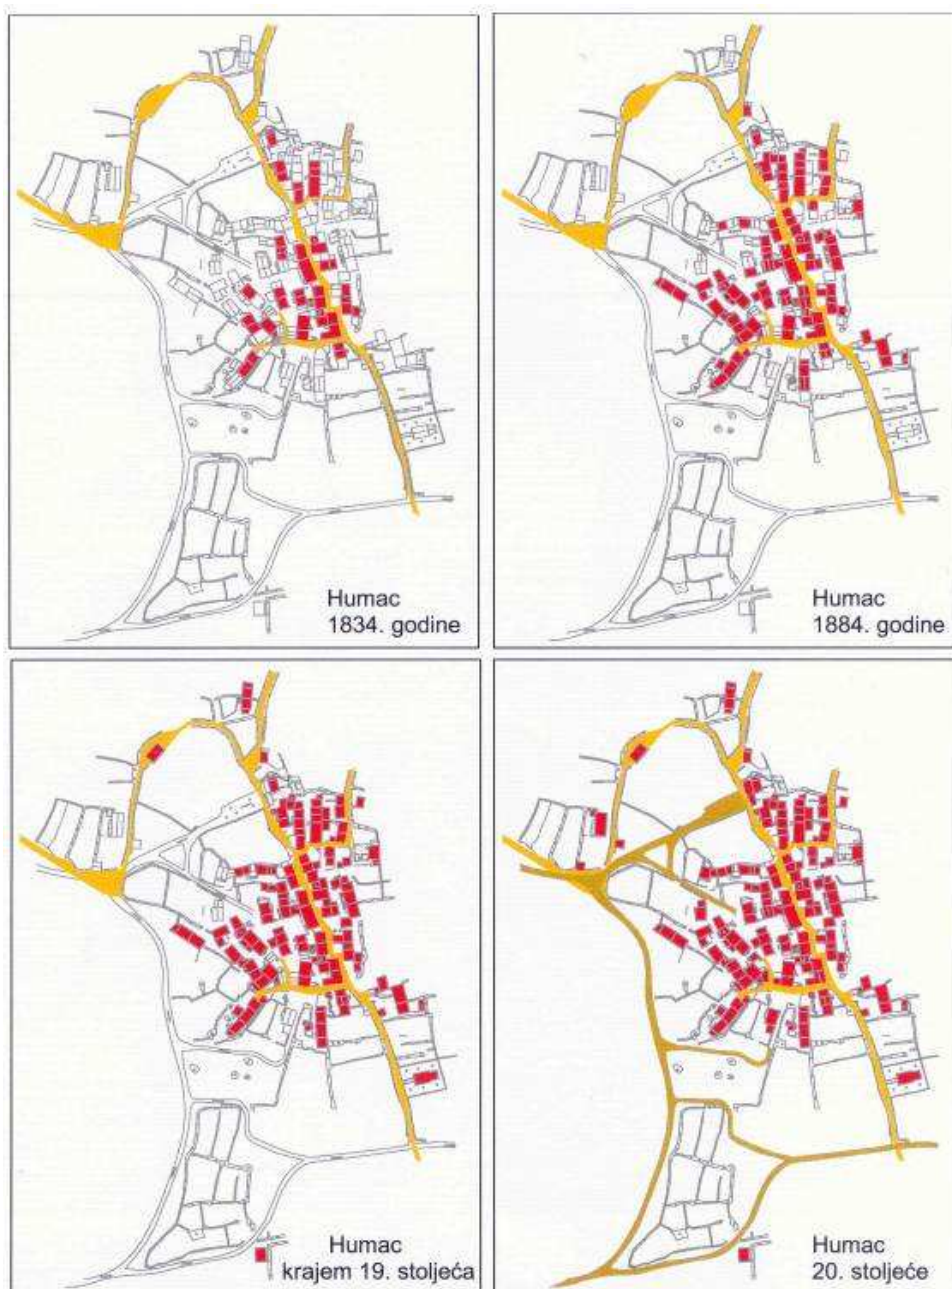 Humac
1834. godine
Humac
1884. godine
Humac
krajem 19. stoljeća
Humac
20. stoljeće